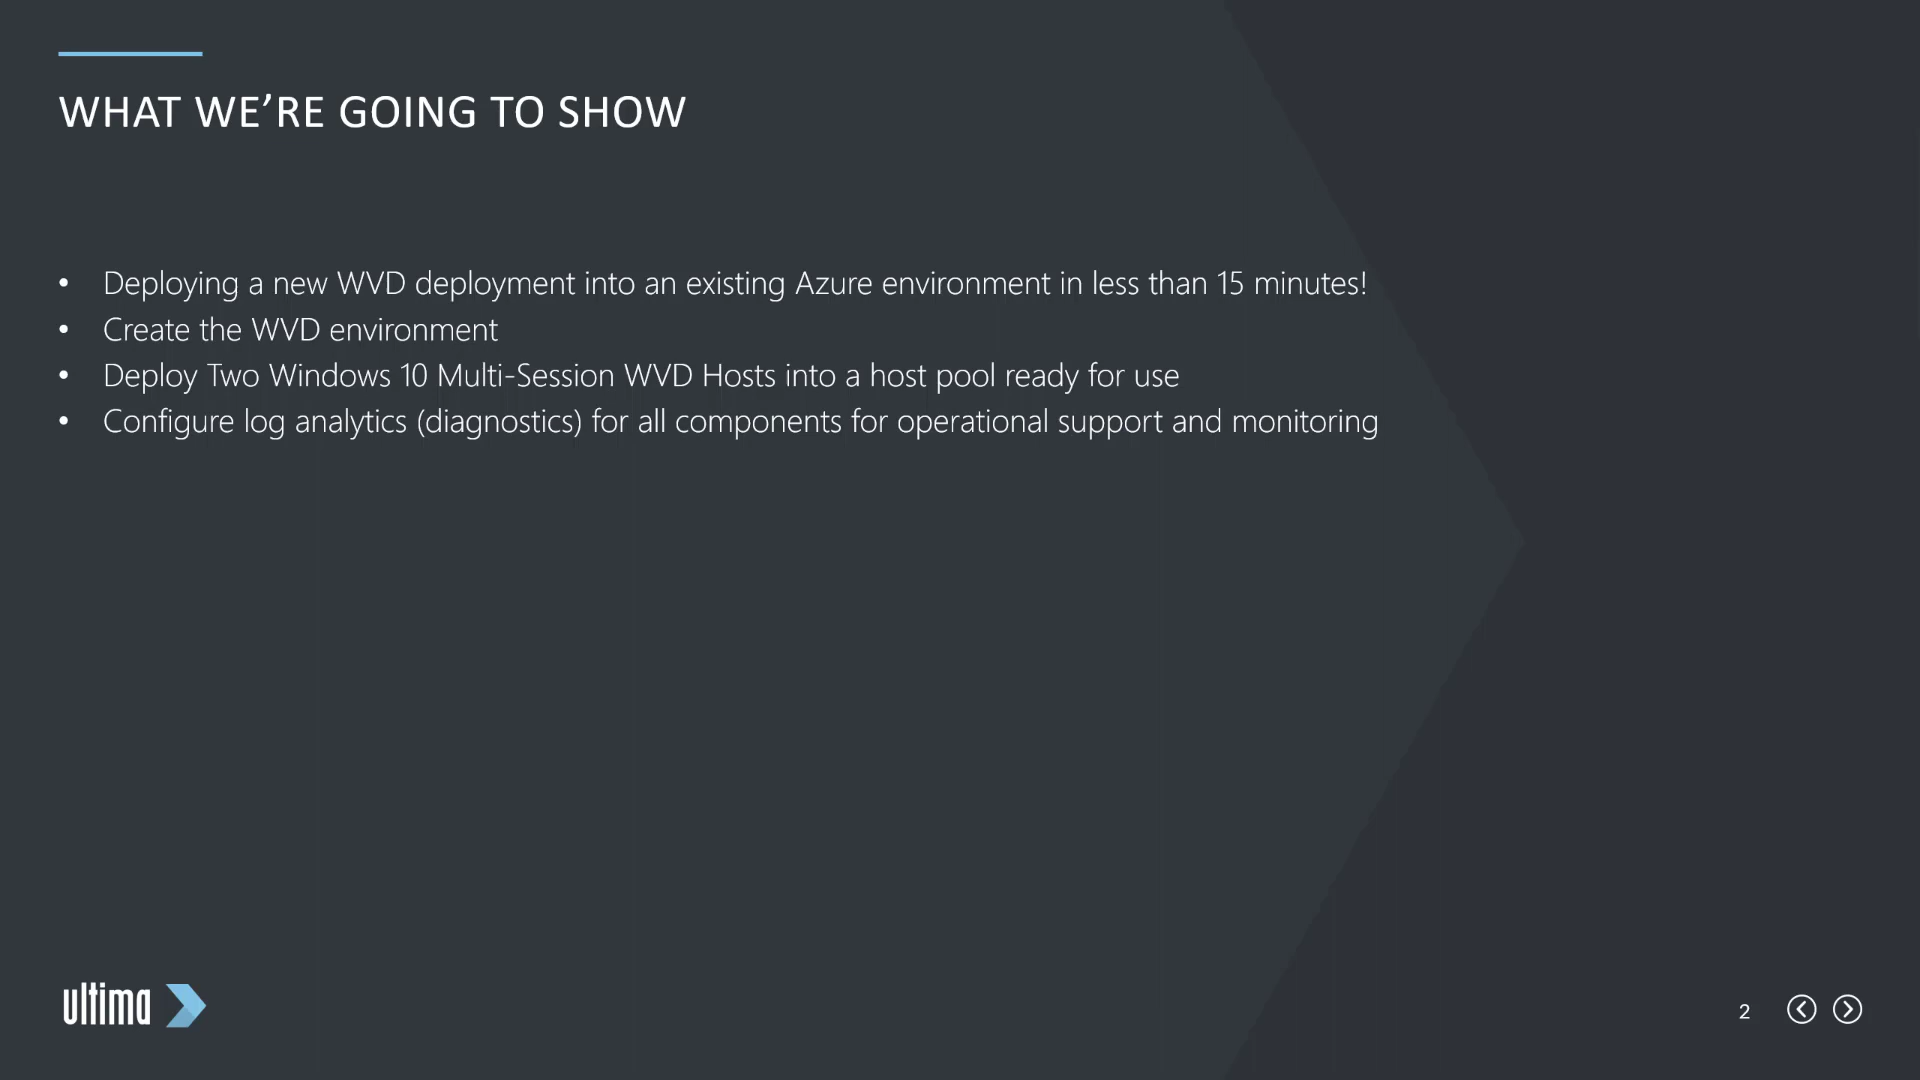 WHAT WE’RE GOING TO SHOW
• Deploying a new WVD deployment into an existing Azure environment in less than 15 minutes!
• Create the WVD environment
• Deploy Two Windows 10 Multi-Session WVD Hosts into a host pool ready for use
• Configure log analytics (diagnostics) for all components for operational support and monitoring
ultima
2